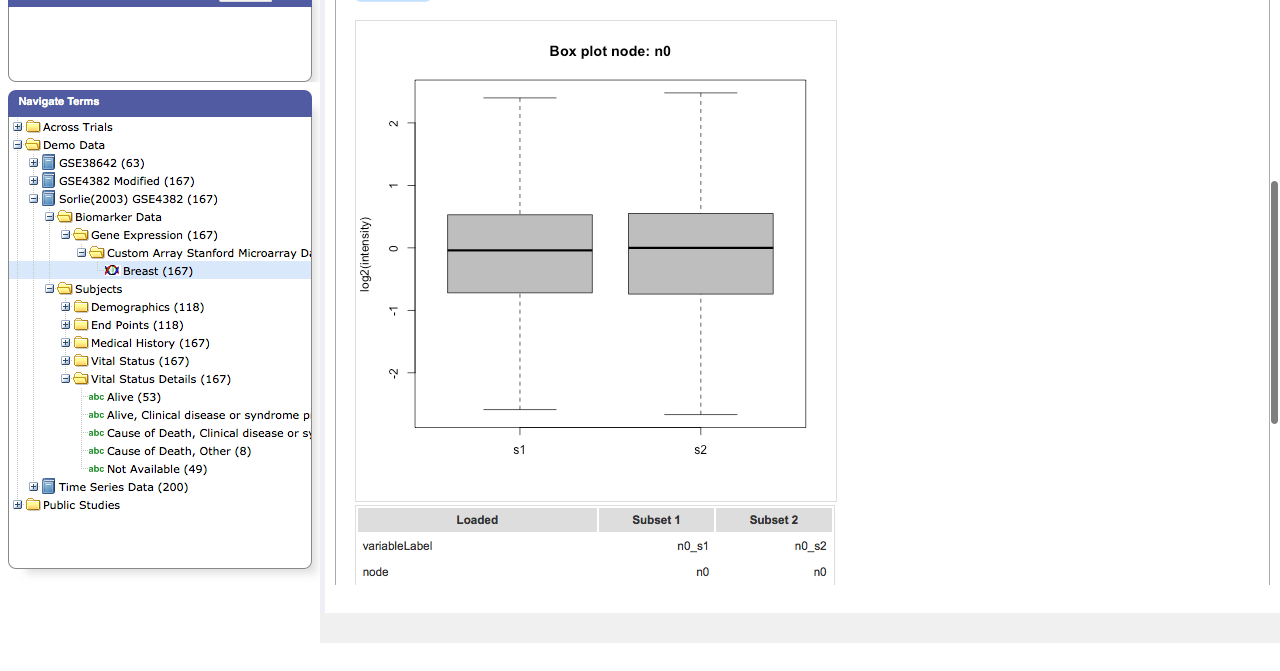 Navigate Terms
Across Trials
Demo Data
GSE38642 (63)
GSE4382 Modified (167)
Sorlie(2003) GSE4382 (167)
Biomarker Data
Gene Expression (167)
Custom Array Stanford Microarray Da
Breast (167)
Subjects
Demographics (118)
End Points (118)
Medical History (167)
Vital Status (167)
Vital Status Details (167)
abc Alive (53)
abc Alive, Clinical disease or syndrome p
abc Cause of Death, Clinical disease or sy
abc Cause of Death, Other (8)
abc Not Available (49)
Time Series Data (200)
Public Studies
Box plot node: n0
log2(intensity)
2
1
0
-1
-2
s1 s2
Loaded Subset 1 Subset 2
variableLabel n0_s1 n0_s2
node n0 n0